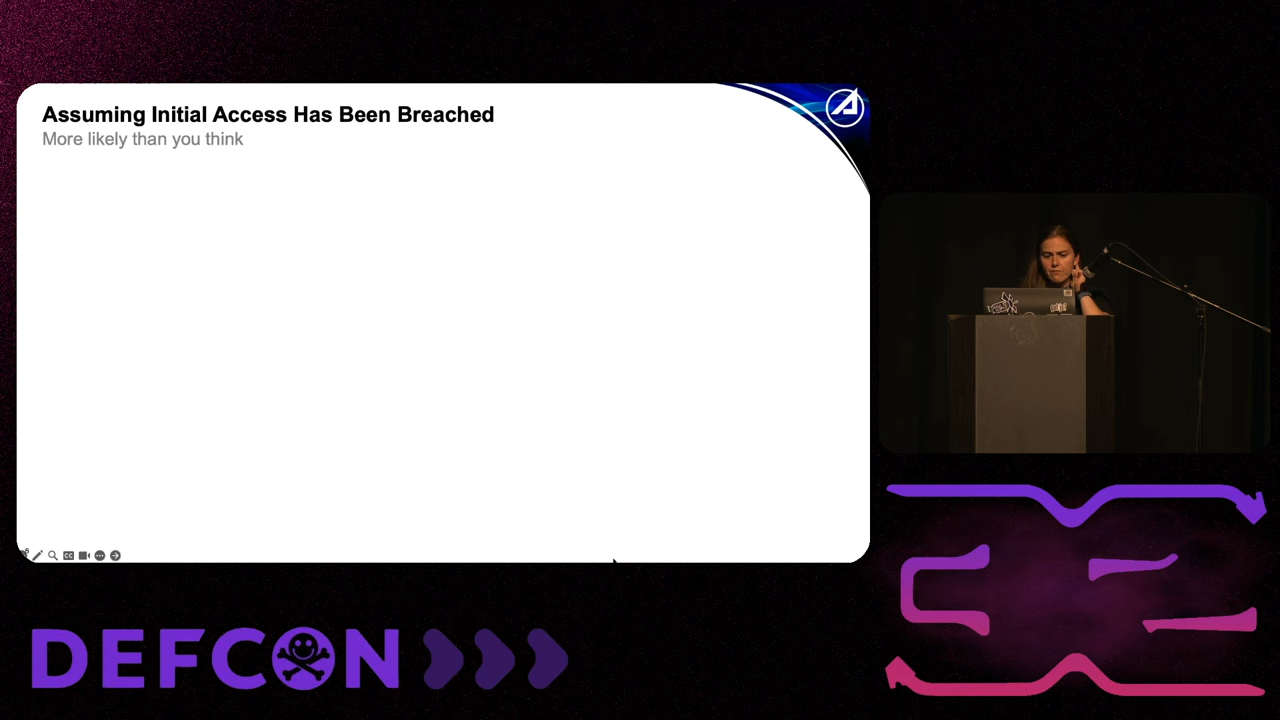 Assuming Initial Access Has Been Breached
More likely than you think
DEFCON